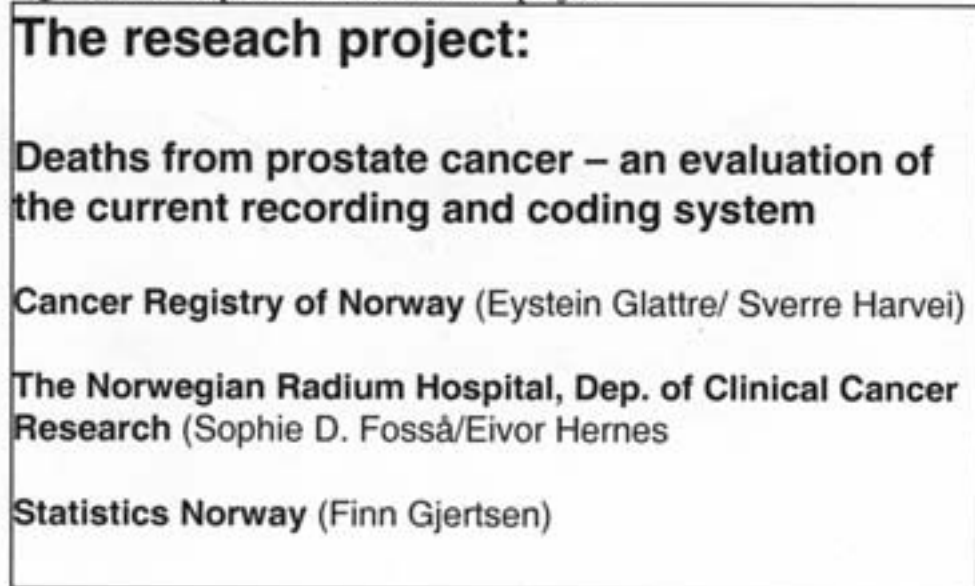 The reseach project:
Deaths from prostate cancer – an evaluation of
the current recording and coding system
Cancer Registry of Norway (Eystein Glattre/ Sverre Harvei)
The Norwegian Radium Hospital, Dep. of Clinical Cancer
Research (Sophie D. Fosså/Eivor Hernes
Statistics Norway (Finn Gjertsen)